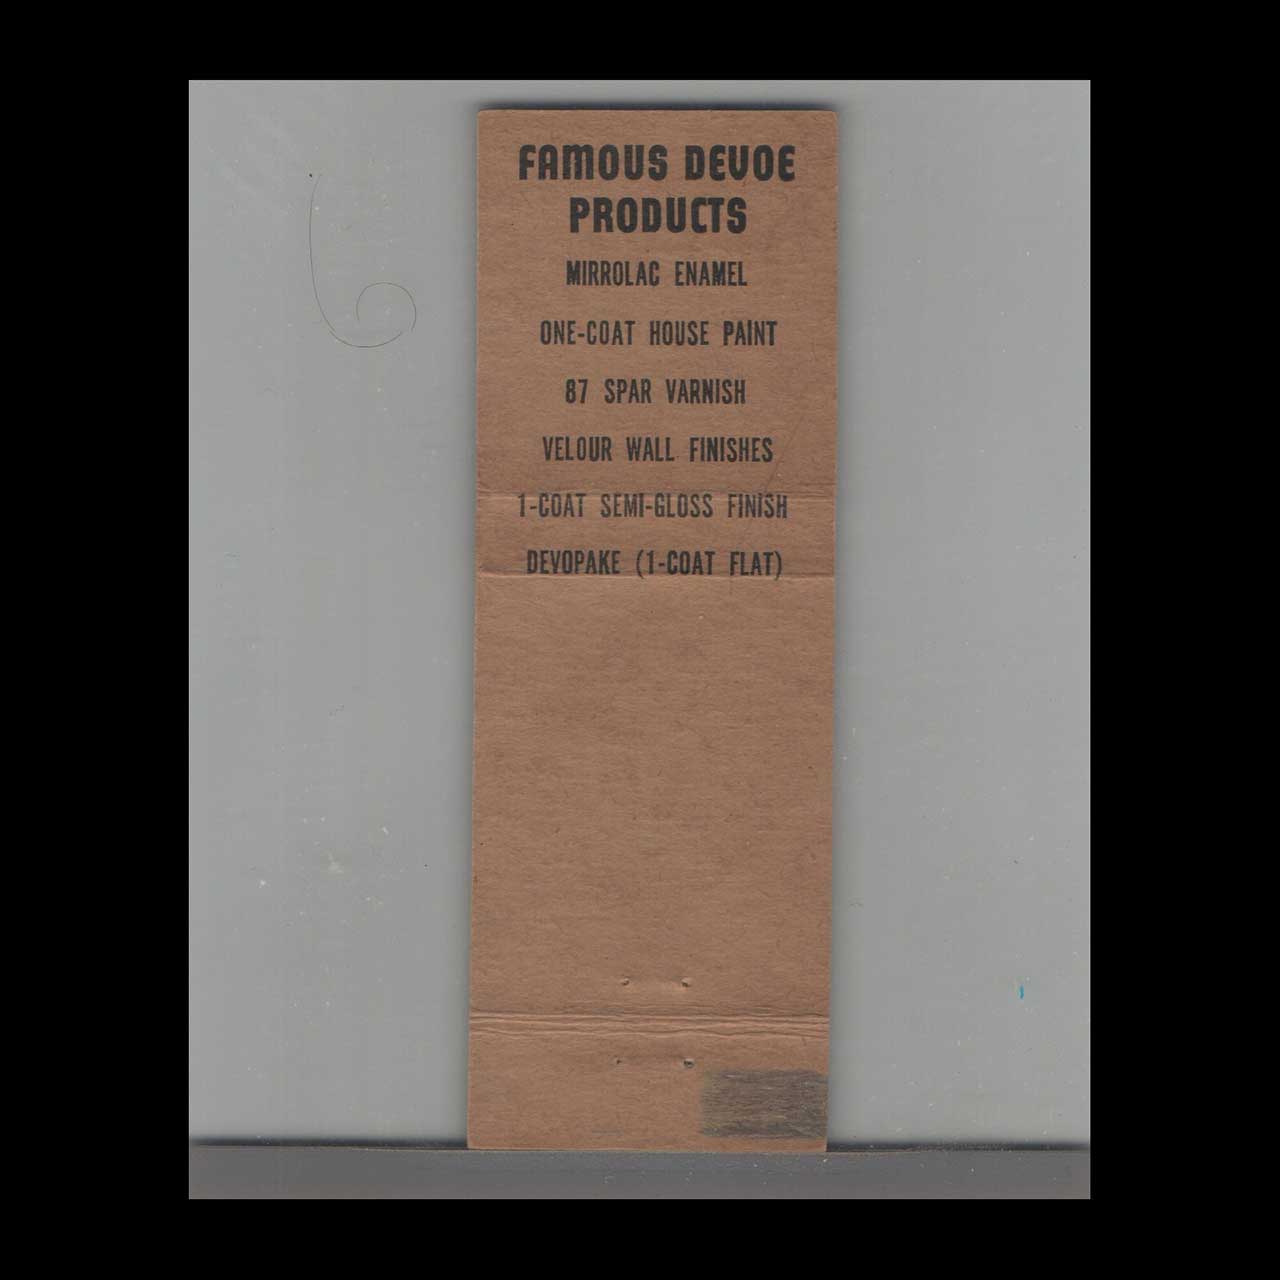 FAMOUS DEVOE
PRODUCTS
MIRROLAC ENAMEL
ONE-COAT HOUSE PAINT
87 SPAR VARNISH
VELOUR WALL FINISHES
1-COAT SEMI-GLOSS FINISH
DEVOPAKE (1-COAT FLAT)